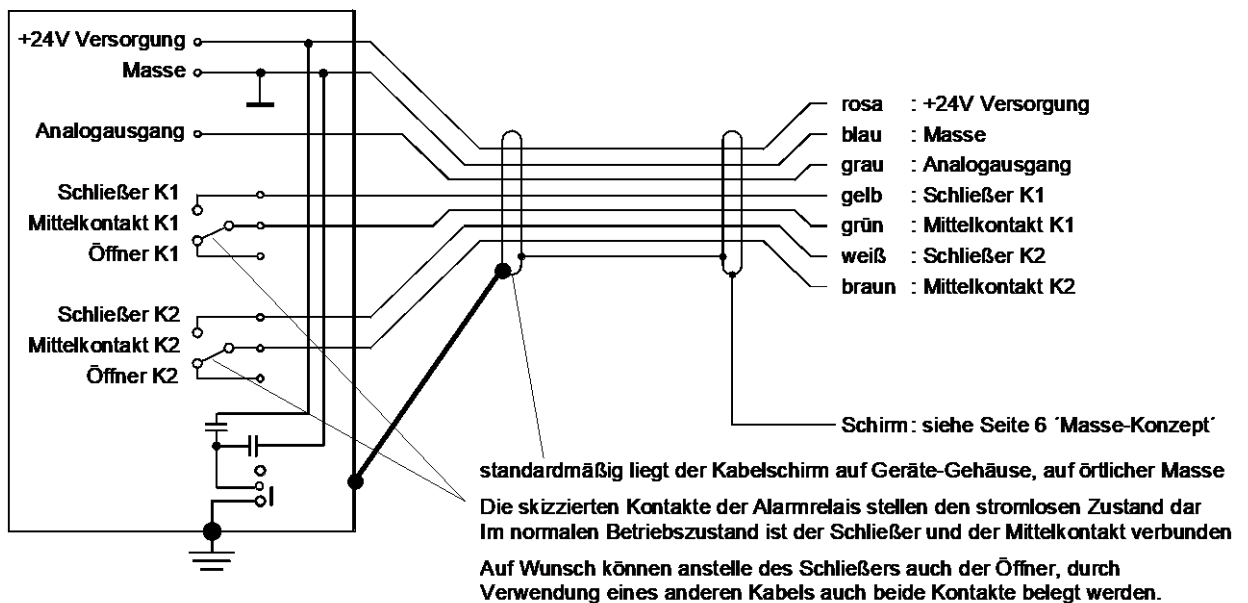 +24V Versorgung
Masse
Analogausgang
Schließer K1
Mittelkontakt K1
Öffner K1
Schließer K2
Mittelkontakt K2
Öffner K2
rosa : +24V Versorgung
blau : Masse
grau : Analogausgang
gelb : Schließer K1
grün : Mittelkontakt K1
weiß : Schließer K2
braun : Mittelkontakt K2
Schirm: siehe Seite 6 ´Masse-Konzept´
standardmäßig liegt der Kabelschirm auf Geräte-Gehäuse, auf örtlicher Masse
Die skizzierten Kontakte der Alarmrelais stellen den stromlosen Zustand dar
Im normalen Betriebszustand ist der Schließer und der Mittelkontakt verbunden
Auf Wunsch können anstelle des Schließers auch der Öffner, durch
Verwendung eines anderen Kabels auch beide Kontakte belegt werden.